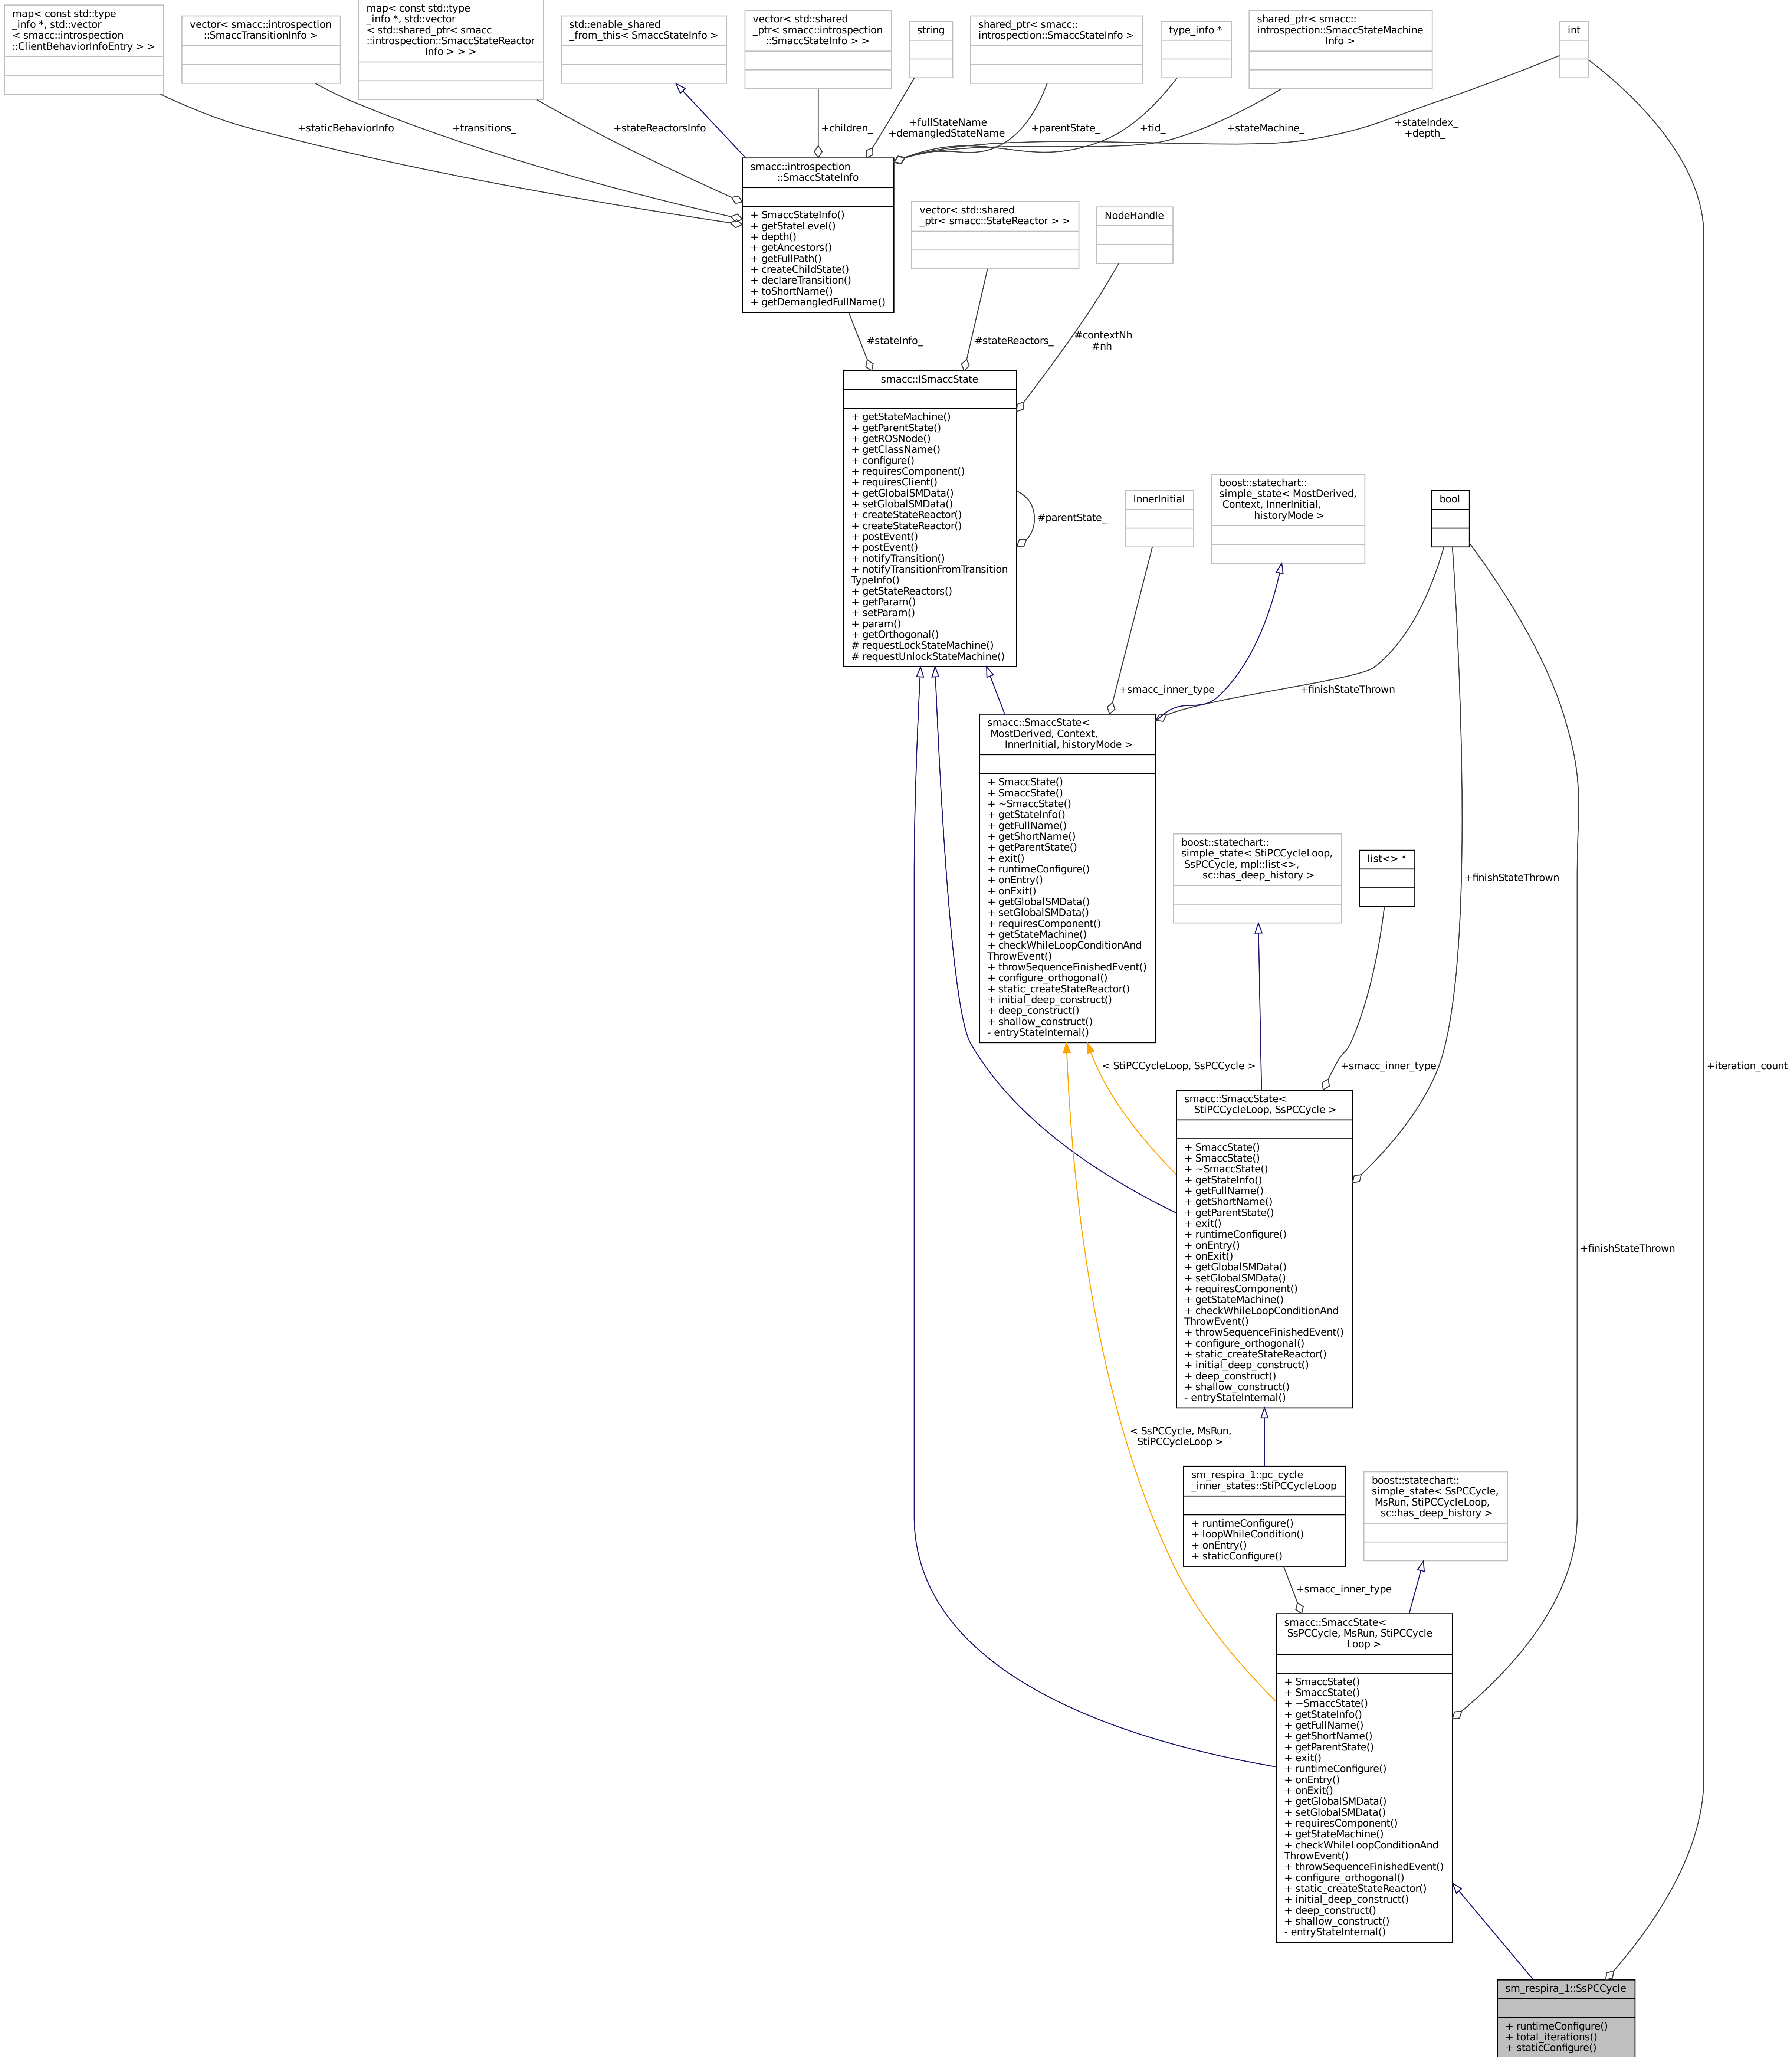 map< const std::type
_info *, std::vector
< smacc::introspection
::ClientBehaviorInfoEntry > >
vector< smacc::introspection
::SmaccTransitionInfo >
map< const std::type
_info *, std::vector
< std::shared_ptr< smacc
::introspection::SmaccStateReactor
Info > > >
std::enable_shared
_from_this< SmaccStateInfo >
vector< std::shared
_ptr< smacc::introspection
::SmaccStateInfo > >
string
shared_ptr< smacc::
introspection::SmaccStateInfo >
type_info *
shared_ptr< smacc::
introspection::SmaccStateMachine
Info >
int
+staticBehaviorInfo
+transitions_
+stateReactorsInfo
+children_
+fullStateName
+demangledStateName
+parentState_
+tid_
+stateMachine_
+stateIndex_
+depth_
smacc::introspection
::SmaccStateInfo
+ SmaccStateInfo()
+ getStateLevel()
+ depth()
+ getAncestors()
+ getFullPath()
+ createChildState()
+ declareTransition()
+ toShortName()
+ getDemangledFullName()
vector< std::shared
_ptr< smacc::StateReactor > >
NodeHandle
#stateInfo_
#stateReactors_
#contextNh
#nh
smacc::ISmaccState
+ getStateMachine()
+ getParentState()
+ getROSNode()
+ getClassName()
+ configure()
+ requiresComponent()
+ requiresClient()
+ getGlobalSMData()
+ setGlobalSMData()
+ createStateReactor()
+ createStateReactor()
+ postEvent()
+ postEvent()
+ notifyTransition()
+ notifyTransitionFromTransition
TypeInfo()
+ getStateReactors()
+ getParam()
+ setParam()
+ param()
+ getOrthogonal()
# requestLockStateMachine()
# requestUnlockStateMachine()
#parentState_
InnerInitial
boost::statechart::
simple_state< MostDerived,
Context, InnerInitial,
historyMode >
bool
+smacc_inner_type
+finishStateThrown
smacc::SmaccState<
MostDerived, Context,
InnerInitial, historyMode >
+ SmaccState()
+ SmaccState()
+ ~SmaccState()
+ getStateInfo()
+ getFullName()
+ getShortName()
+ getParentState()
+ exit()
+ runtimeConfigure()
+ onEntry()
+ onExit()
+ getGlobalSMData()
+ setGlobalSMData()
+ requiresComponent()
+ getStateMachine()
+ checkWhileLoopConditionAnd
ThrowEvent()
+ throwSequenceFinishedEvent()
+ configure_orthogonal()
+ static_createStateReactor()
+ initial_deep_construct()
+ deep_construct()
+ shallow_construct()
- entryStateInternal()
boost::statechart::
simple_state< StiPCCycleLoop,
SsPCCycle, mpl::list<>,
sc::has_deep_history >
list<> *
+finishStateThrown
< StiPCCycleLoop, SsPCCycle >
+smacc_inner_type
+iteration_count
smacc::SmaccState<
StiPCCycleLoop, SsPCCycle >
+ SmaccState()
+ SmaccState()
+ ~SmaccState()
+ getStateInfo()
+ getFullName()
+ getShortName()
+ getParentState()
+ exit()
+ runtimeConfigure()
+ onEntry()
+ onExit()
+ getGlobalSMData()
+ setGlobalSMData()
+ requiresComponent()
+ getStateMachine()
+ checkWhileLoopConditionAnd
ThrowEvent()
+ throwSequenceFinishedEvent()
+ configure_orthogonal()
+ static_createStateReactor()
+ initial_deep_construct()
+ deep_construct()
+ shallow_construct()
- entryStateInternal()
+finishStateThrown
< SsPCCycle, MsRun,
StiPCCycleLoop >
sm_respira_1::pc_cycle
_inner_states::StiPCCycleLoop
+ runtimeConfigure()
+ loopWhileCondition()
+ onEntry()
+ staticConfigure()
boost::statechart::
simple_state< SsPCCycle,
MsRun, StiPCCycleLoop,
sc::has_deep_history >
+smacc_inner_type
smacc::SmaccState<
SsPCCycle, MsRun, StiPCCycle
Loop >
+ SmaccState()
+ SmaccState()
+ ~SmaccState()
+ getStateInfo()
+ getFullName()
+ getShortName()
+ getParentState()
+ exit()
+ runtimeConfigure()
+ onEntry()
+ onExit()
+ getGlobalSMData()
+ setGlobalSMData()
+ requiresComponent()
+ getStateMachine()
+ checkWhileLoopConditionAnd
ThrowEvent()
+ throwSequenceFinishedEvent()
+ configure_orthogonal()
+ static_createStateReactor()
+ initial_deep_construct()
+ deep_construct()
+ shallow_construct()
- entryStateInternal()
sm_respira_1::SsPCCycle
+ runtimeConfigure()
+ total_iterations()
+ staticConfigure()